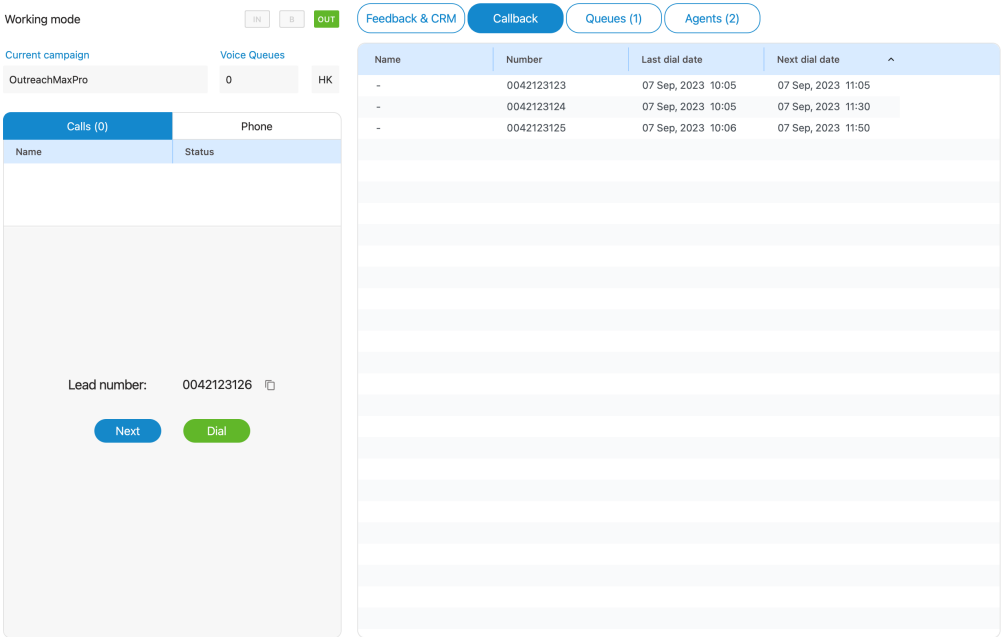 Working mode
IN
B
OUT
Current campaign
Voice Queues
OutreachMaxPro
0
HK
Calls (0)
Phone
Name
Status
Lead number:
0042123126
Next
Dial
Feedback & CRM
Callback
Queues (1)
Agents (2)
Name Number Last dial date Next dial date
- 0042123123 07 Sep, 2023 10:05 07 Sep, 2023 11:05
- 0042123124 07 Sep, 2023 10:05 07 Sep, 2023 11:30
- 0042123125 07 Sep, 2023 10:06 07 Sep, 2023 11:50